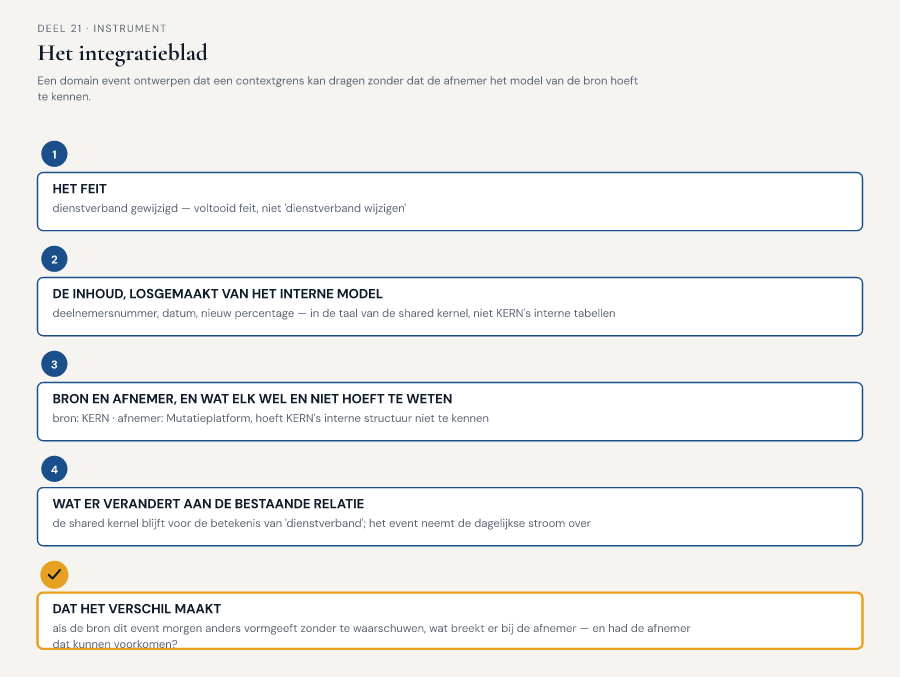 DEEL 21 · INSTRUMENT
Het integratieblad
Een domain event ontwerpen dat een contextgrens kan dragen zonder dat de afnemer het model van de bron hoeft
te kennen.
1
HET FEIT
dienstverband gewijzigd — voltooid feit, niet 'dienstverband wijzigen'
2
DE INHOUD, LOSGEMAAKT VAN HET INTERNE MODEL
deelnemersnummer, datum, nieuw percentage — in de taal van de shared kernel, niet KERN's interne tabellen
3
BRON EN AFNEMER, EN WAT ELK WEL EN NIET HOEFT TE WETEN
bron: KERN · afnemer: Mutatieplatform, hoeft KERN's interne structuur niet te kennen
4
WAT ER VERANDERT AAN DE BESTAANDE RELATIE
de shared kernel blijft voor de betekenis van 'dienstverband'; het event neemt de dagelijkse stroom over
DAT HET VERSCHIL MAAKT
als de bron dit event morgen anders vormgeeft zonder te waarschuwen, wat breekt er bij de afnemer — en had de afnemer
dat kunnen voorkomen?